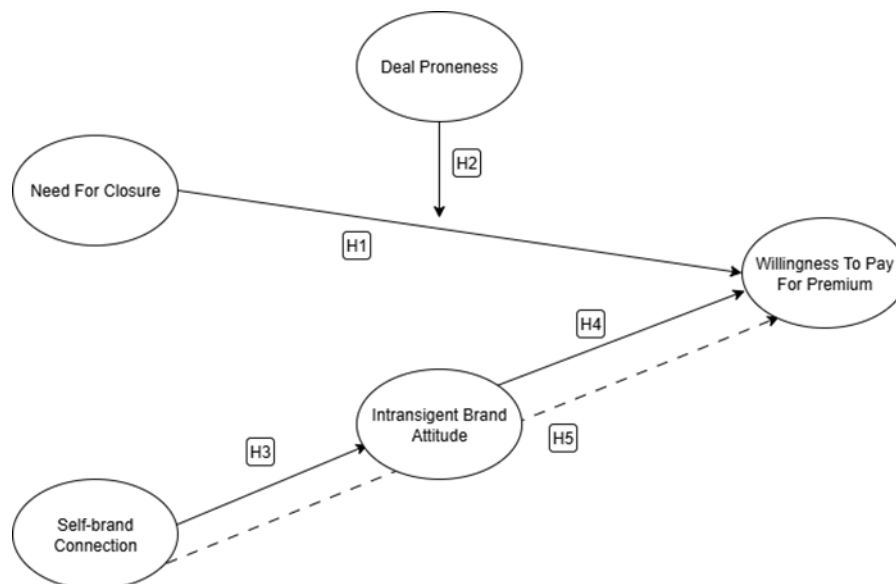 Deal Proneness
H2
Need For Closure
H1
Willingness To Pay
For Premium
H4
Intransigent Brand
Attitude
H5
H3
Self-brand
Connection